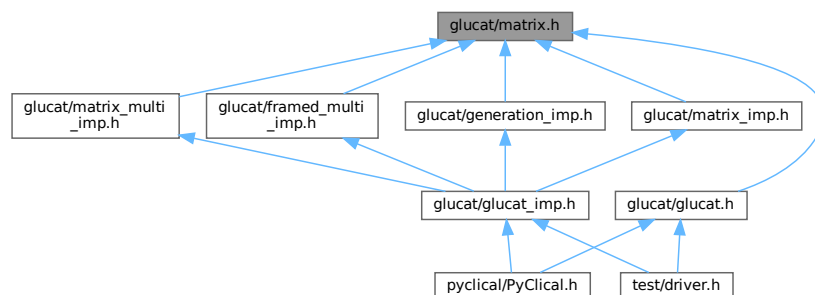 glucat/matrix.h
glucat/matrix_multi
_imp.h
glucat/framed_multi
_imp.h
glucat/generation_imp.h
glucat/matrix_imp.h
glucat/glucat_imp.h
glucat/glucat.h
pyclical/PyClical.h
test/driver.h